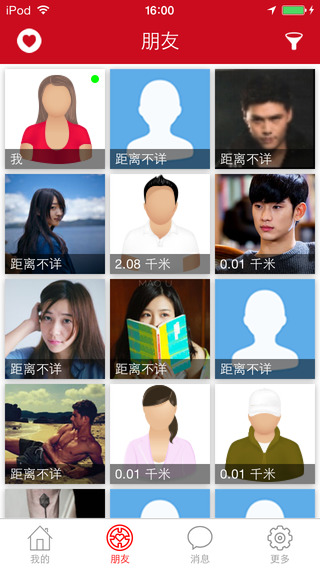 iPod 16:00
朋友
我
距离不详
距离不详
距离不详
2.08 千米
0.01 千米
距离不详
MAO U
距离不详
距离不详
距离不详
0.01 千米
0.01 千米
我的
朋友
消息
更多